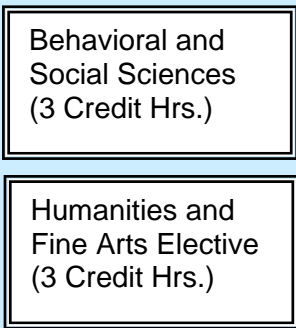 Behavioral and
Social Sciences
(3 Credit Hrs.)
Humanities and
Fine Arts Elective
(3 Credit Hrs.)